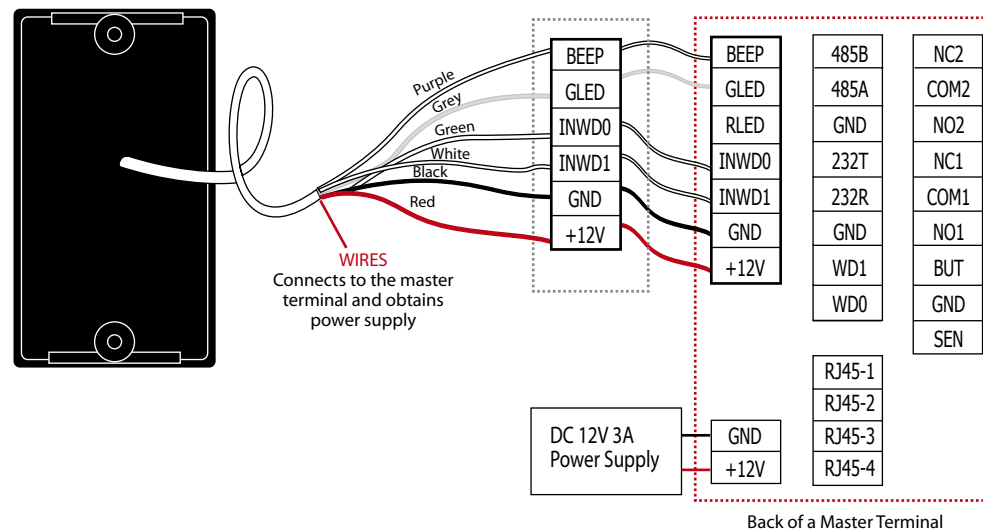 Purple
Grey
Green
White
Black
Red
WIRES
Connects to the master
terminal and obtains
power supply
BEEP
GLED
INWD0
INWD1
GND
+12V
BEEP
GLED
RLED
INWD0
INWD1
GND
+12V
485B
485A
GND
232T
232R
GND
WD1
WD0
NC2
COM2
NO2
NC1
COM1
NO1
BUT
GND
SEN
RJ45-1
RJ45-2
RJ45-3
RJ45-4
DC 12V 3A
Power Supply
GND
+12V
Back of a Master Terminal